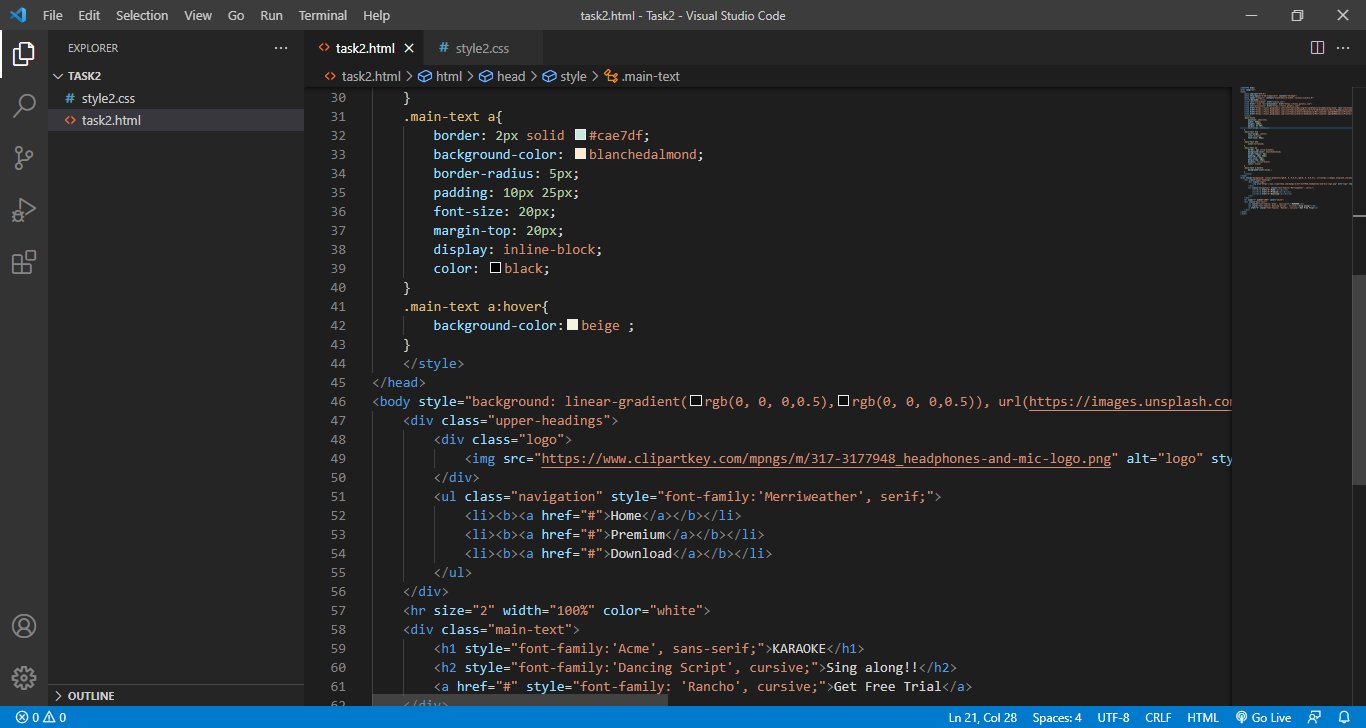 File Edit Selection View Go Run Terminal Help
task2.html - Task2 - Visual Studio Code
EXPLORER
TASK2
# style2.css
<> task2.html
OUTLINE
<> task2.html
# style2.css
<> task2.html > html > head > style > .main-text
30 }
31 .main-text a{
32 border: 2px solid #cae7df;
33 background-color: blanchedalmond;
34 border-radius: 5px;
35 padding: 10px 25px;
36 font-size: 20px;
37 margin-top: 20px;
38 display: inline-block;
39 color: black;
40 }
41 .main-text a:hover{
42 background-color: beige ;
43 }
44 </style>
45 </head>
46 <body style="background: linear-gradient(rgb(0, 0, 0,0.5),rgb(0, 0, 0,0.5)), url(https://images.unsplash.co
47 <div class="upper-headings">
48 <div class="logo">
49 <img src="https://www.clipartkey.com/mpngs/m/317-3177948_headphones-and-mic-logo.png" alt="logo" sty
50 </div>
51 <ul class="navigation" style="font-family:'Merriweather', serif;">
52 <li><b><a href="#">Home</a></b></li>
53 <li><b><a href="#">Premium</a></b></li>
54 <li><b><a href="#">Download</a></b></li>
55 </ul>
56 </div>
57 <hr size="2" width="100%" color="white">
58 <div class="main-text">
59 <h1 style="font-family:'Acme', sans-serif;">KARAOKE</h1>
60 <h2 style="font-family:'Dancing Script', cursive;">Sing along!!</h2>
61 <a href="#" style="font-family: 'Rancho', cursive;">Get Free Trial</a>
62 </div>
0 0
Ln 21, Col 28 Spaces: 4 UTF-8 CRLF HTML Go Live